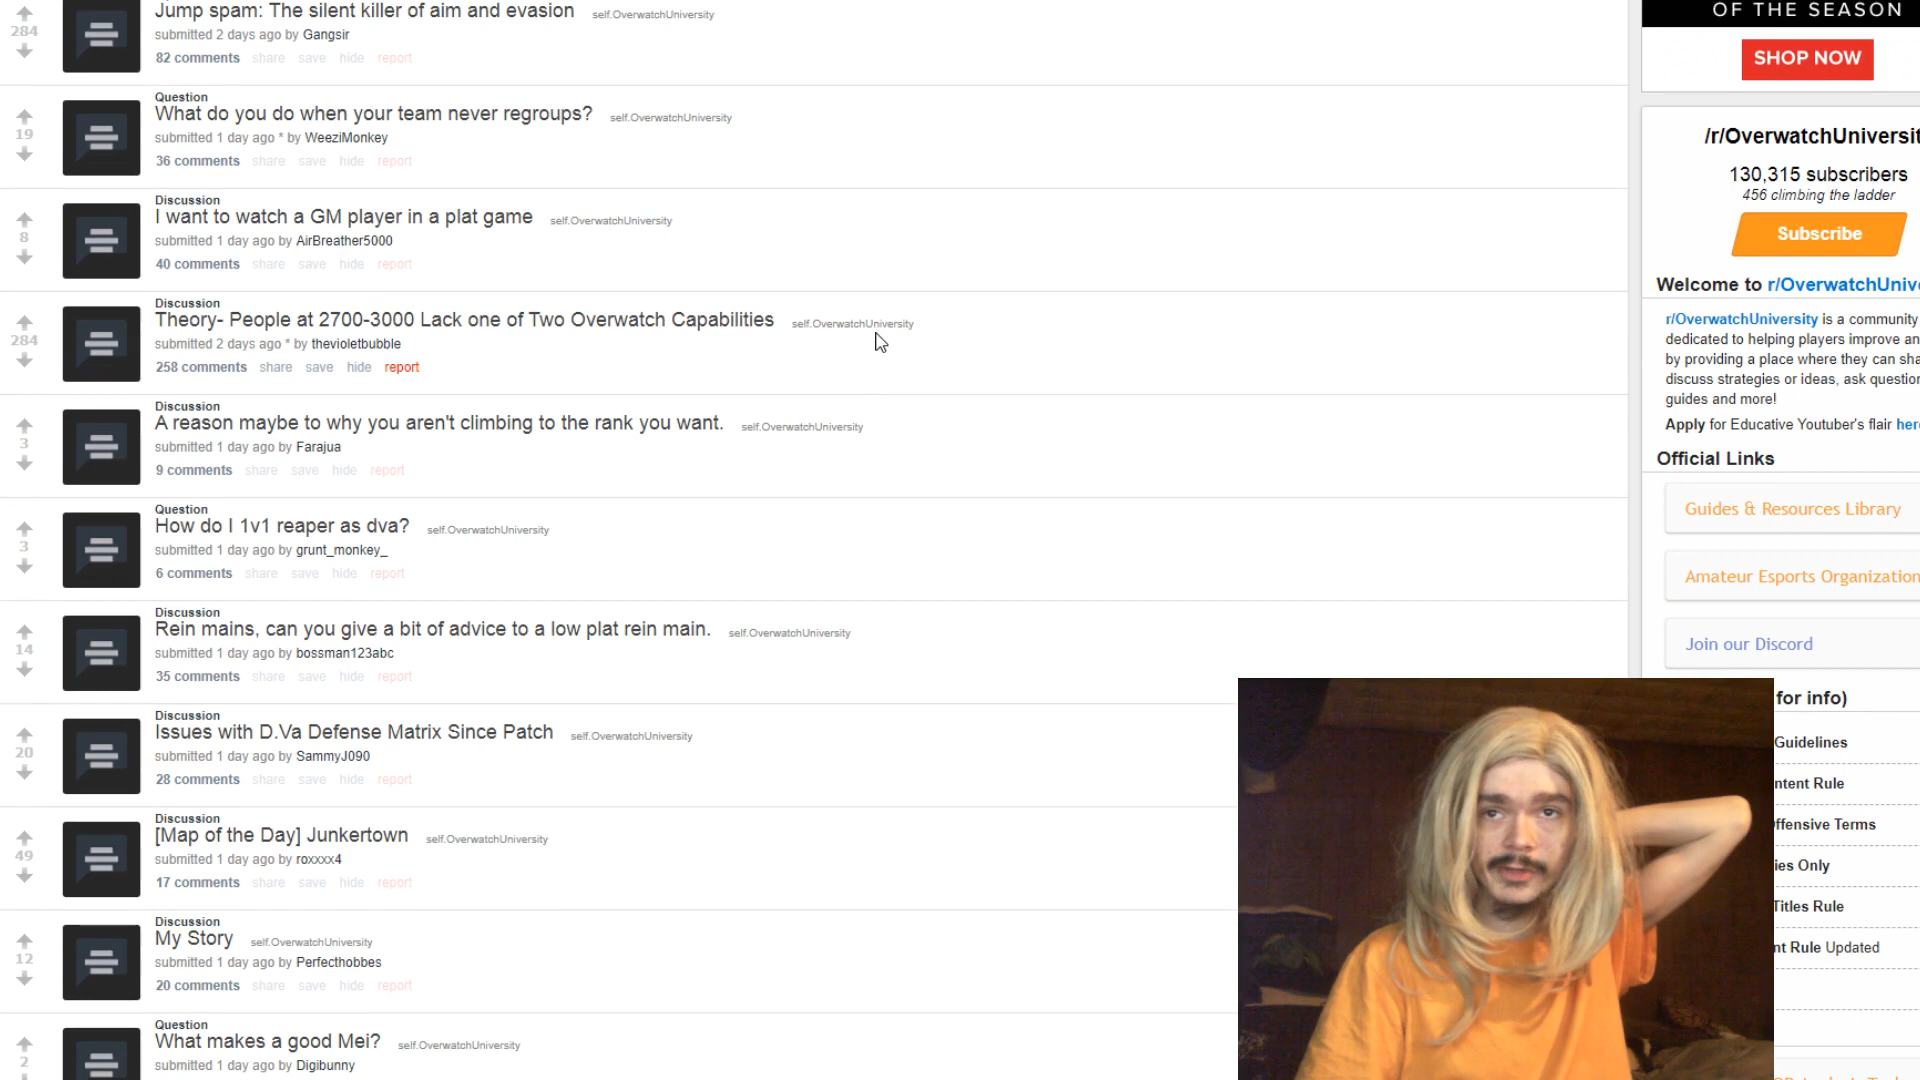 284
Jump spam: The silent killer of aim and evasion self.OverwatchUniversity
submitted 2 days ago by Gangsir
82 comments share save hide report
Question
19
What do you do when your team never regroups? self.OverwatchUniversity
submitted 1 day ago * by WeeziMonkey
36 comments share save hide report
Discussion
8
I want to watch a GM player in a plat game self.OverwatchUniversity
submitted 1 day ago by AirBreather5000
40 comments share save hide report
Discussion
284
Theory- People at 2700-3000 Lack one of Two Overwatch Capabilities self.OverwatchUniversity
submitted 2 days ago * by thevioletbubble
258 comments share save hide report
Discussion
3
A reason maybe to why you aren't climbing to the rank you want. self.OverwatchUniversity
submitted 1 day ago by Farajua
9 comments share save hide report
Question
3
How do I 1v1 reaper as dva? self.OverwatchUniversity
submitted 1 day ago by grunt_monkey_
6 comments share save hide report
Discussion
14
Rein mains, can you give a bit of advice to a low plat rein main. self.OverwatchUniversity
submitted 1 day ago by bossman123abc
35 comments share save hide report
Discussion
20
Issues with D.Va Defense Matrix Since Patch self.OverwatchUniversity
submitted 1 day ago by SammyJ090
28 comments share save hide report
Discussion
49
[Map of the Day] Junkertown self.OverwatchUniversity
submitted 1 day ago by roxxxx4
17 comments share save hide report
Discussion
12
My Story self.OverwatchUniversity
submitted 1 day ago by Perfecthobbes
20 comments share save hide report
Question
2
What makes a good Mei? self.OverwatchUniversity
submitted 1 day ago by Digibunny
OF THE SEASON
SHOP NOW
/r/OverwatchUniversit
130,315 subscribers
456 climbing the ladder
Subscribe
Welcome to r/OverwatchUnive
r/OverwatchUniversity is a community
dedicated to helping players improve an
by providing a place where they can sha
discuss strategies or ideas, ask question
guides and more!
Apply for Educative Youtuber's flair her
Official Links
Guides & Resources Library
Amateur Esports Organization
Join our Discord
for info)
Guidelines
ntent Rule
ffensive Terms
ies Only
Titles Rule
nt Rule Updated